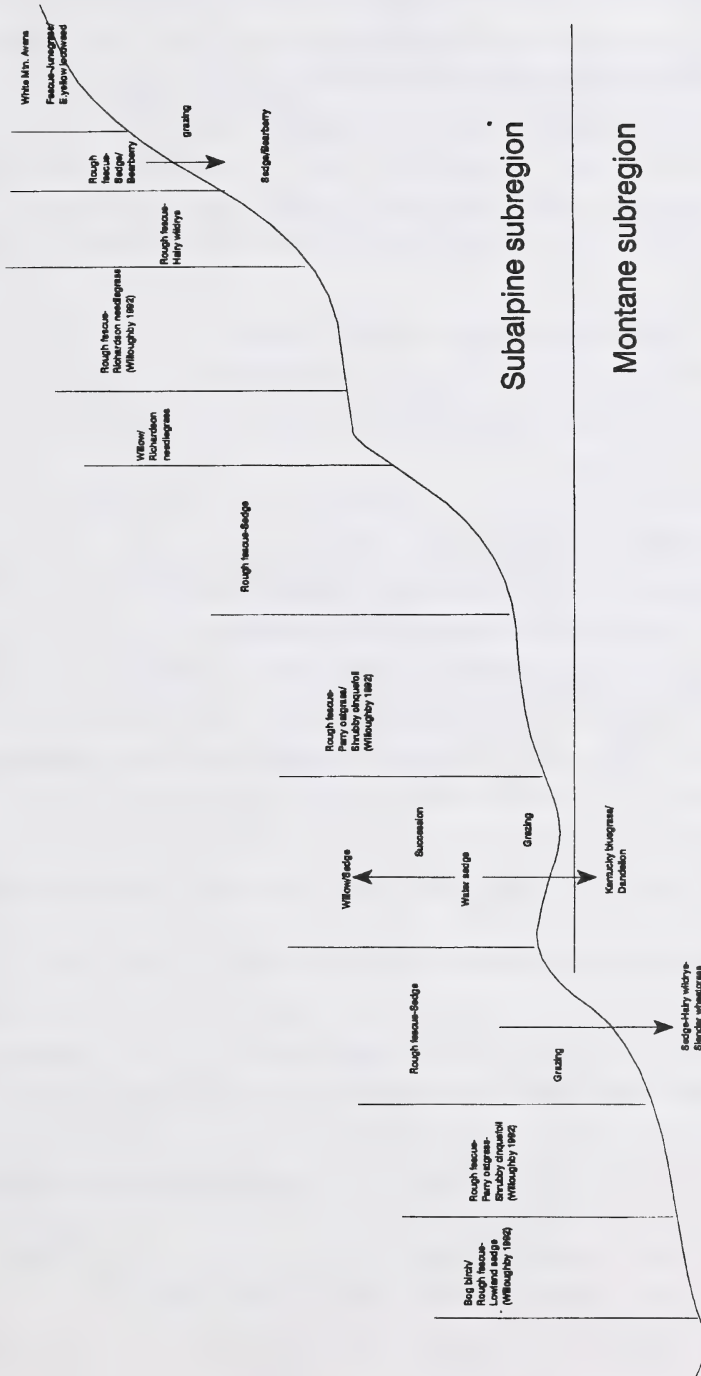 White Mtn. Avens
Fescue-Junegrass/
E.yellow locoweed
grazing
Rough
fescue-
Sedge/
Bearberry
Sedge/Bearberry
Rough fescue-
Hairy wildrye
Rough fescue-
Richardson needlegrass
(Willoughby 1992)
Willow/
Richardson
needlegrass
Rough fescue-Sedge
Subalpine subregion
Montane subregion
Rough fescue-
Parry oatgrass/
Shrubby cinquefoil
(Willoughby 1992)
Succession
Grazing
Willow/Sedge
Water sedge
Kentucky bluegrass/
Dandelion
Rough fescue-Sedge
Grazing
Sedge-Hairy wildrye-
Slender wheatgrass
Rough fescue-
Parry oatgrass-
Shrubby cinquefoil
(Willoughby 1992)
Bog birch/
Rough fescue-
Lowland sedge
(Willoughby 1992)